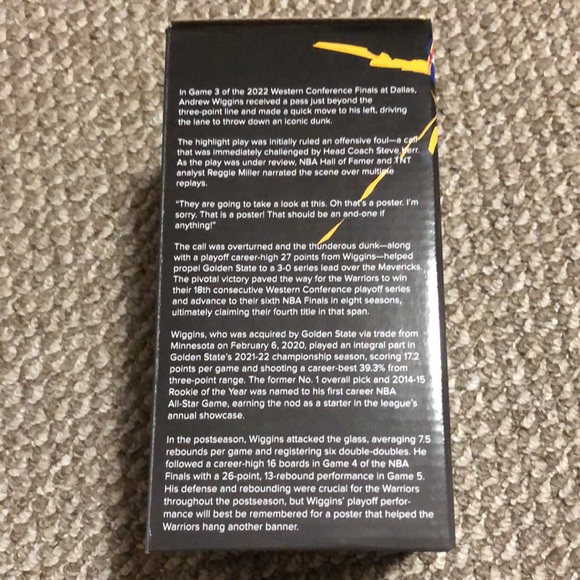 In Game 3 of the 2022 Western Conference Finals at Dallas,
Andrew Wiggins received a pass just beyond the
three-point line and made a quick move to his left, driving
the lane to throw down an iconic dunk.
The highlight play was initially ruled an offensive foul—a call
that was immediately challenged by Head Coach Steve Kerr.
As the play was under review, NBA Hall of Famer and TNT
analyst Reggie Miller narrated the scene over multiple
replays.
"They are going to take a look at this. Oh that's a poster. I'm
sorry. That is a poster! That should be an and-one if
anything!"
The call was overturned and the thunderous dunk—along
with a playoff career-high 27 points from Wiggins—helped
propel Golden State to a 3-0 series lead over the Mavericks.
The pivotal victory paved the way for the Warriors to win
their 18th consecutive Western Conference playoff series
and advance to their sixth NBA Finals in eight seasons,
ultimately claiming their fourth title in that span.
Wiggins, who was acquired by Golden State via trade from
Minnesota on February 6, 2020, played an integral part in
Golden State's 2021-22 championship season, scoring 17.2
points per game and shooting a career-best 39.3% from
three-point range. The former No. 1 overall pick and 2014-15
Rookie of the Year was named to his first career NBA
All-Star Game, earning the nod as a starter in the league's
annual showcase.
In the postseason, Wiggins attacked the glass, averaging 7.5
rebounds per game and registering six double-doubles. He
followed a career-high 16 boards in Game 4 of the NBA
Finals with a 26-point, 13-rebound performance in Game 5.
His defense and rebounding were crucial for the Warriors
throughout the postseason, but Wiggins' playoff perfor-
mance will best be remembered for a poster that helped the
Warriors hang another banner.